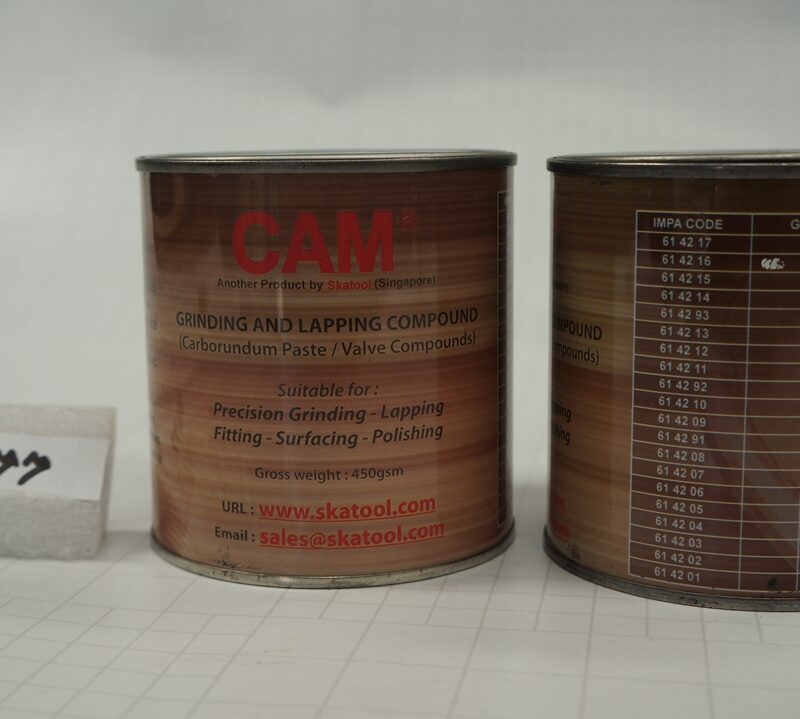 CAM®
Another Product by Skatool (Singapore)
GRINDING AND LAPPING COMPOUND
(Carborundum Paste / Valve Compounds)
Suitable for :
Precision Grinding - Lapping
Fitting - Surfacing - Polishing
Gross weight : 450gsm
URL : www.skatool.com
Email : sales@skatool.com
IMPA CODE
61 42 17
61 42 16
61 42 15
61 42 14
61 42 93
61 42 13
61 42 12
61 42 11
61 42 92
61 42 10
61 42 09
61 42 91
61 42 08
61 42 07
61 42 06
61 42 05
61 42 04
61 42 03
61 42 02
61 42 01